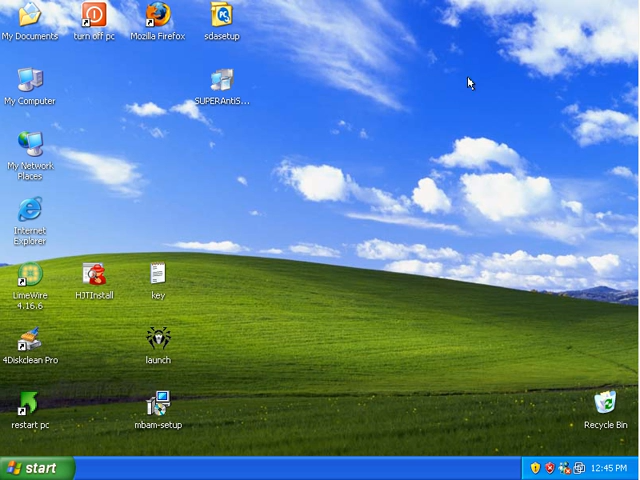 My Documents
turn off pc
Mozilla Firefox
sdasetup
My Computer
SUPERAntiS...
My Network
Places
Internet
Explorer
LimeWire
4.16.6
HJTInstall
key
4Diskclean Pro
launch
restart pc
mbam-setup
Recycle Bin
start
12:45 PM